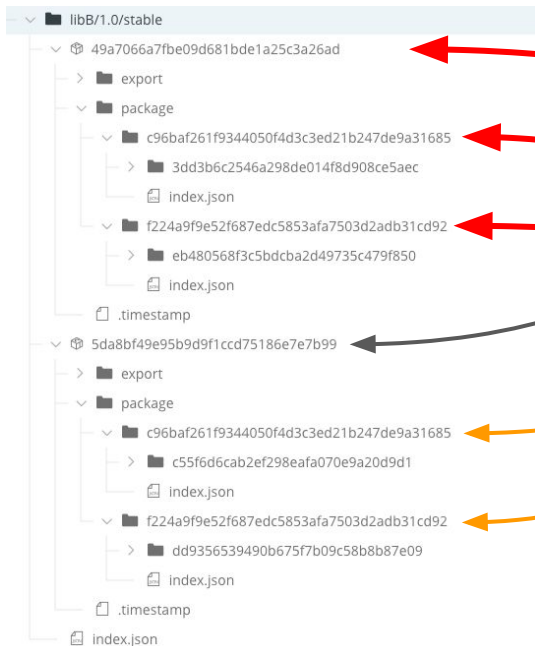 libB/1.0/stable
49a7066a7fbe09d681bde1a25c3a26ad
export
package
c96baf261f9344050f4d3c3ed21b247de9a31685
3dd3b6c2546a298de014f8d908ce5aec
index.json
f224a9f9e52f687edc5853afa7503d2adb31cd92
eb480568f3c5bdcba2d49735c479f850
index.json
.timestamp
5da8bf49e95b9d9f1ccd75186e7e7b99
export
package
c96baf261f9344050f4d3c3ed21b247de9a31685
c55f6d6cab2ef298eafa070e9a20d9d1
index.json
f224a9f9e52f687edc5853afa7503d2adb31cd92
dd9356539490b675f7b09c58b8b87e09
index.json
.timestamp
index.json